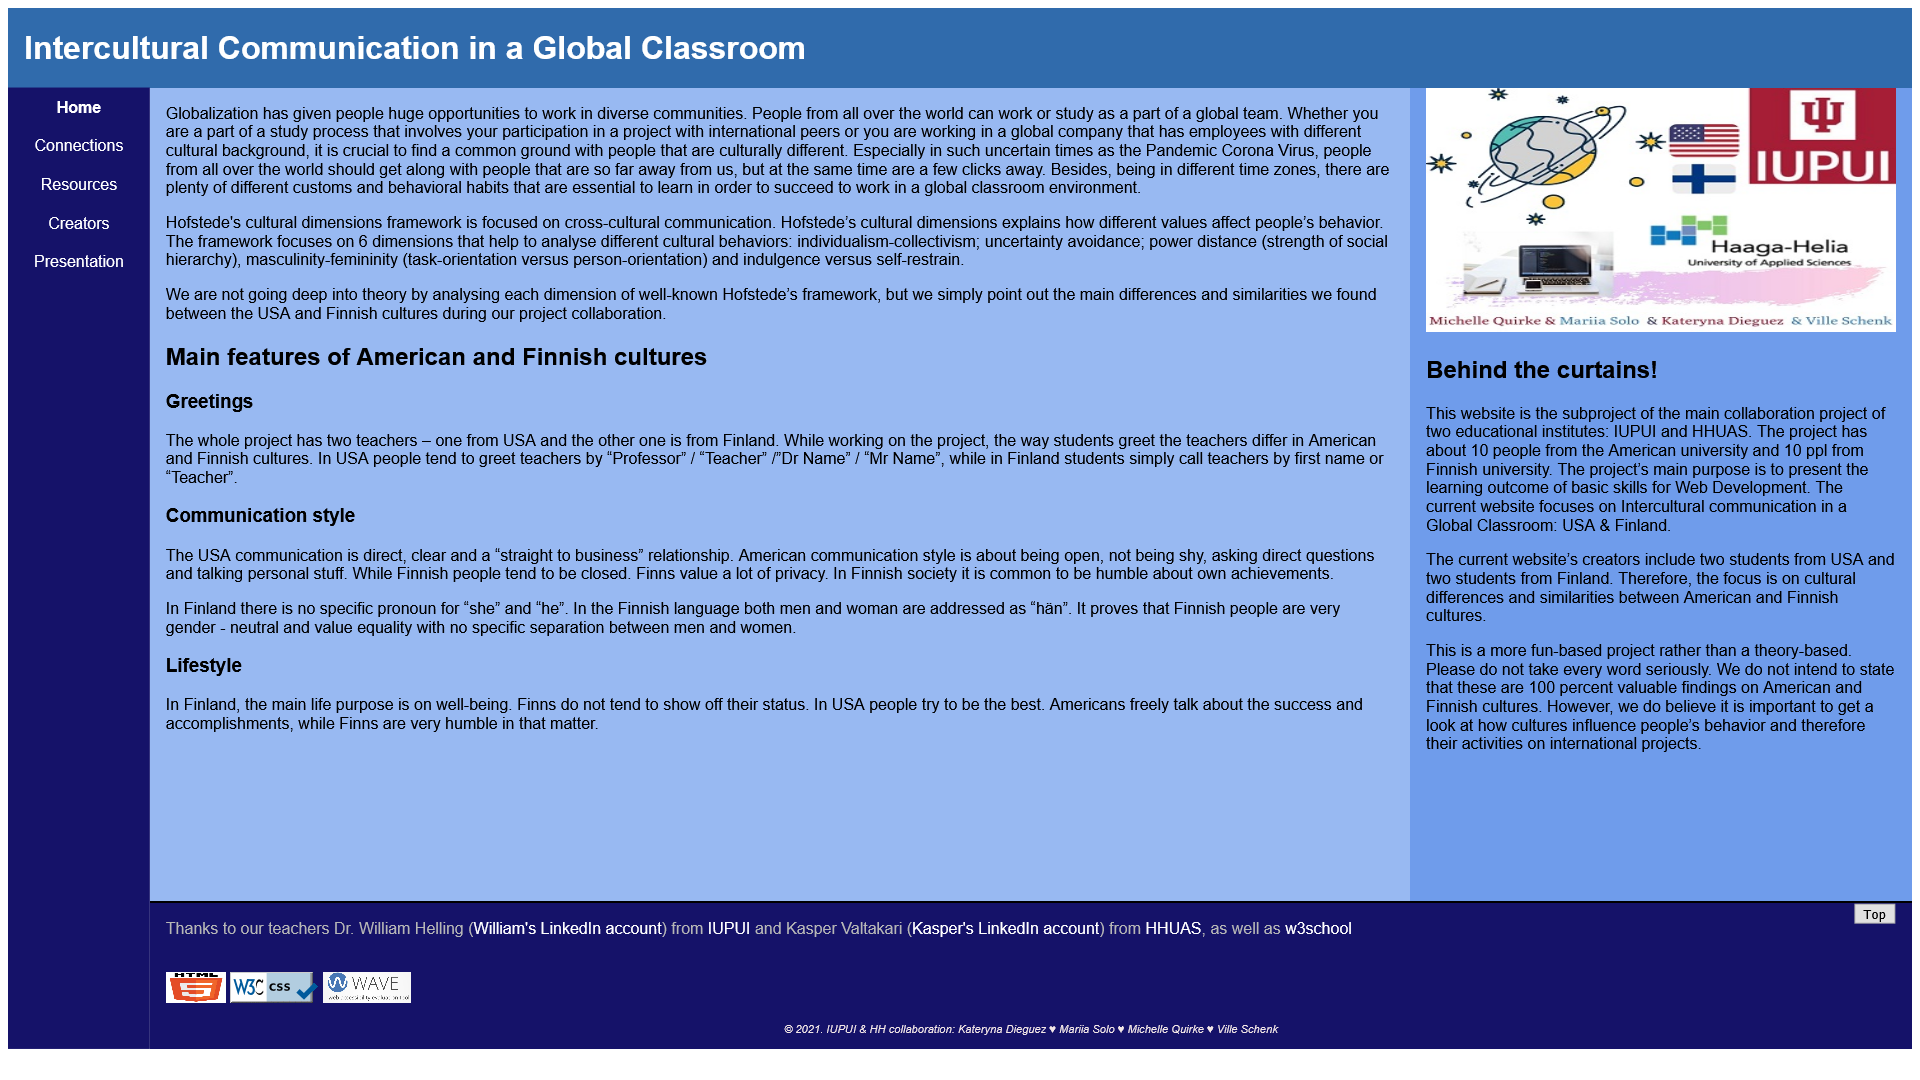 Intercultural Communication in a Global Classroom
Home
Connections
Resources
Creators
Presentation
Globalization has given people huge opportunities to work in diverse communities. People from all over the world can work or study as a part of a global team. Whether you
are a part of a study process that involves your participation in a project with international peers or you are working in a global company that has employees with different
cultural background, it is crucial to find a common ground with people that are culturally different. Especially in such uncertain times as the Pandemic Corona Virus, people
from all over the world should get along with people that are so far away from us, but at the same time are a few clicks away. Besides, being in different time zones, there are
plenty of different customs and behavioral habits that are essential to learn in order to succeed to work in a global classroom environment.
Hofstede's cultural dimensions framework is focused on cross-cultural communication. Hofstede’s cultural dimensions explains how different values affect people’s behavior.
The framework focuses on 6 dimensions that help to analyse different cultural behaviors: individualism-collectivism; uncertainty avoidance; power distance (strength of social
hierarchy), masculinity-femininity (task-orientation versus person-orientation) and indulgence versus self-restrain.
We are not going deep into theory by analysing each dimension of well-known Hofstede’s framework, but we simply point out the main differences and similarities we found
between the USA and Finnish cultures during our project collaboration.
Main features of American and Finnish cultures
Greetings
The whole project has two teachers – one from USA and the other one is from Finland. While working on the project, the way students greet the teachers differ in American
and Finnish cultures. In USA people tend to greet teachers by “Professor” / “Teacher” /”Dr Name” / “Mr Name”, while in Finland students simply call teachers by first name or
“Teacher”.
Communication style
The USA communication is direct, clear and a “straight to business” relationship. American communication style is about being open, not being shy, asking direct questions
and talking personal stuff. While Finnish people tend to be closed. Finns value a lot of privacy. In Finnish society it is common to be humble about own achievements.
In Finland there is no specific pronoun for “she” and “he”. In the Finnish language both men and woman are addressed as “hän”. It proves that Finnish people are very
gender - neutral and value equality with no specific separation between men and women.
Lifestyle
In Finland, the main life purpose is on well-being. Finns do not tend to show off their status. In USA people try to be the best. Americans freely talk about the success and
accomplishments, while Finns are very humble in that matter.
IUPUI
Haaga-Helia
University of Applied Sciences
Michelle Quirke & Mariia Solo & Kateryna Dieguez & Ville Schenk
Behind the curtains!
This website is the subproject of the main collaboration project of
two educational institutes: IUPUI and HHUAS. The project has
about 10 people from the American university and 10 ppl from
Finnish university. The project’s main purpose is to present the
learning outcome of basic skills for Web Development. The
current website focuses on Intercultural communication in a
Global Classroom: USA & Finland.
The current website’s creators include two students from USA and
two students from Finland. Therefore, the focus is on cultural
differences and similarities between American and Finnish
cultures.
This is a more fun-based project rather than a theory-based.
Please do not take every word seriously. We do not intend to state
that these are 100 percent valuable findings on American and
Finnish cultures. However, we do believe it is important to get a
look at how cultures influence people’s behavior and therefore
their activities on international projects.
Top
Thanks to our teachers Dr. William Helling (William's LinkedIn account) from IUPUI and Kasper Valtakari (Kasper's LinkedIn account) from HHUAS, as well as w3school
HTML
W3C css
WAVE
web accessibility evaluation tool
© 2021. IUPUI & HH collaboration: Kateryna Dieguez ♥ Mariia Solo ♥ Michelle Quirke ♥ Ville Schenk